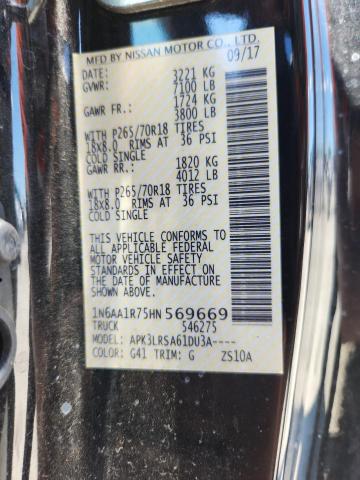 MFD BY NISSAN MOTOR CO., LTD.
DATE: 09/17
GVWR: 3221 KG
7100 LB
GAWR FR.: 1724 KG
3800 LB
WITH P265/70R18 TIRES
18x8.0 RIMS AT 36 PSI
COLD SINGLE
GAWR RR.: 1820 KG
4012 LB
WITH P265/70R18 TIRES
18x8.0 RIMS AT 36 PSI
COLD SINGLE
THIS VEHICLE CONFORMS TO
ALL APPLICABLE FEDERAL
MOTOR VEHICLE SAFETY
STANDARDS IN EFFECT ON THE
DATE OF MANUFACTURE
SHOWN ABOVE
1N6AA1R75HN 569669
TRUCK 546275
MODEL: APK3LRSA61DU3A----
COLOR: G41 TRIM: G ZS10A